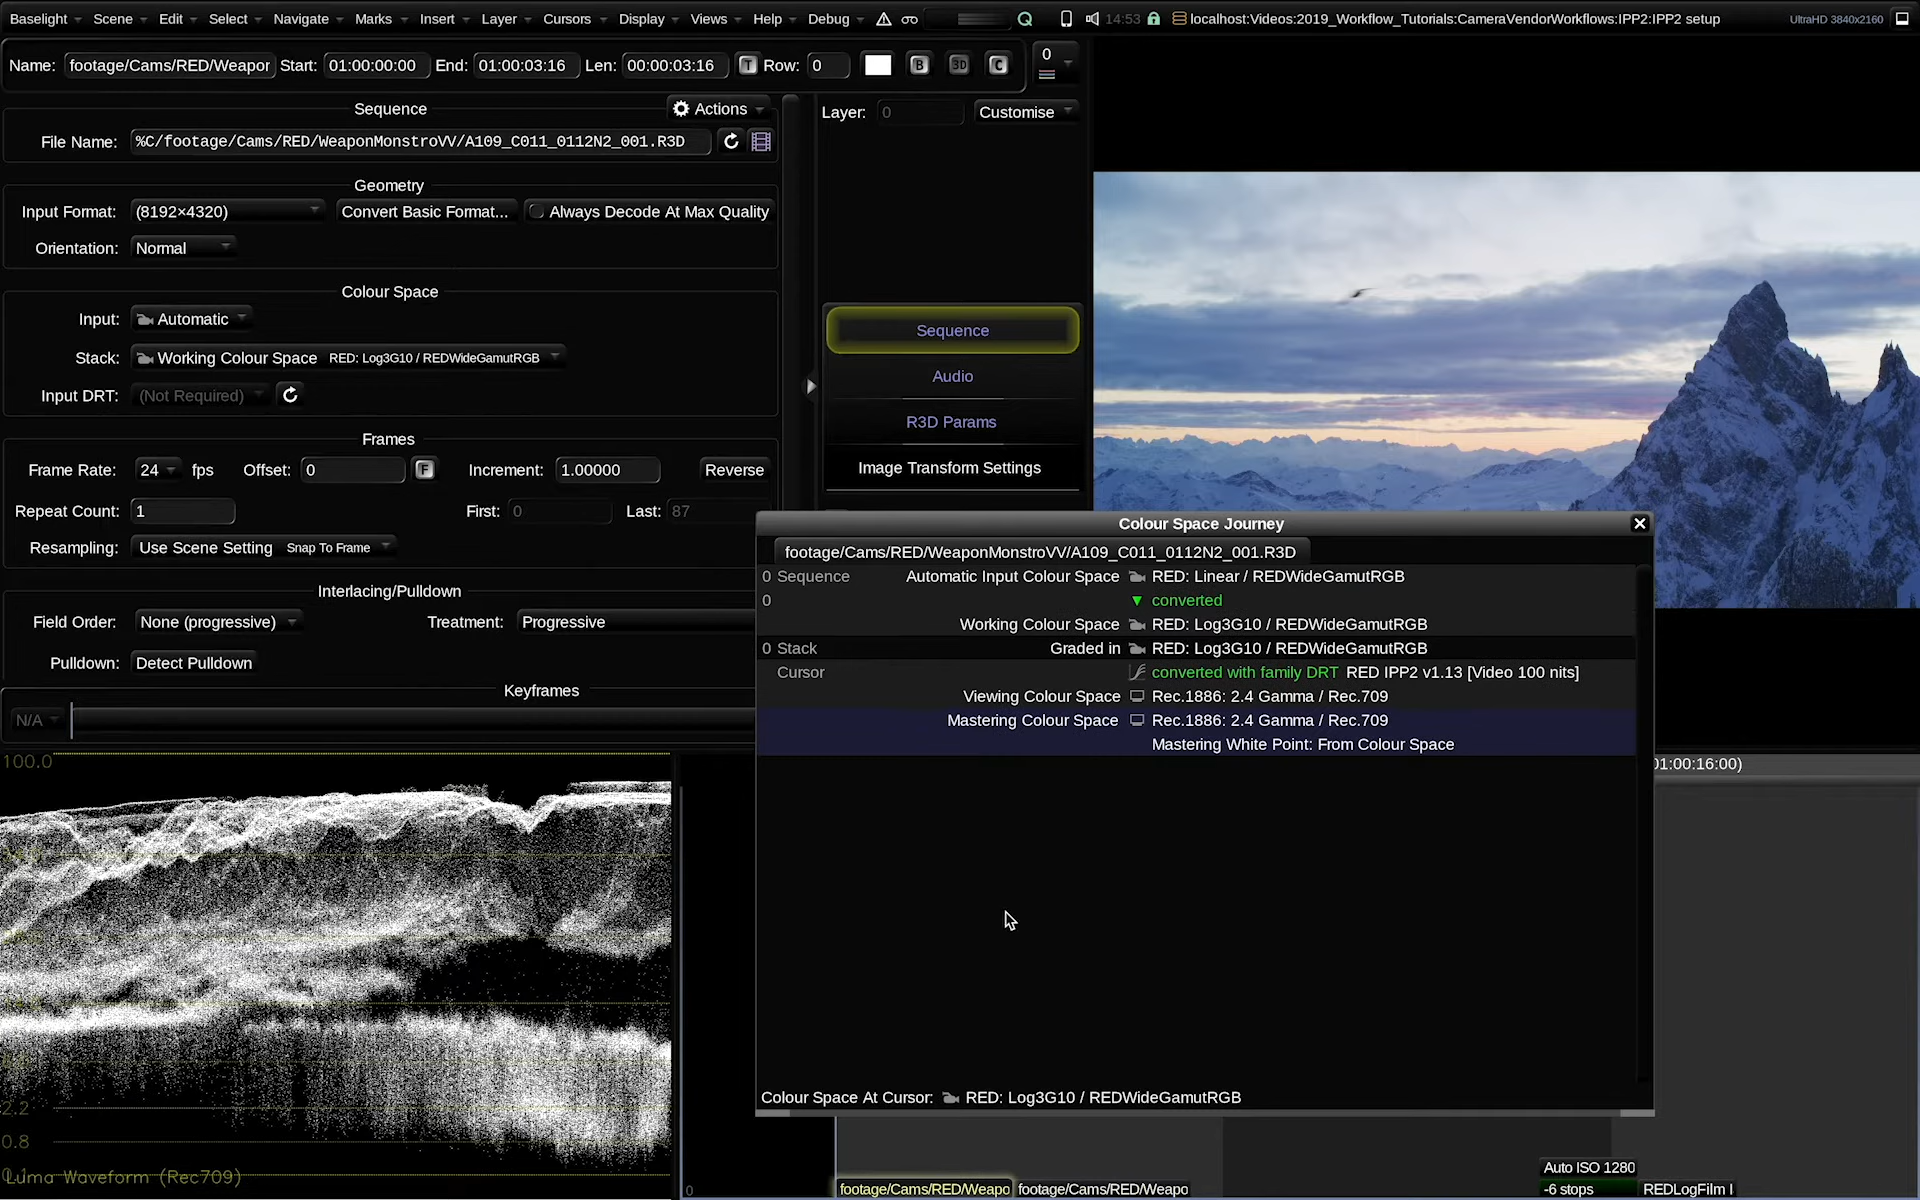 Baselight Scene Edit Select Navigate Marks Insert Layer Cursors Display Views Help Debug 14:53 localhost:Videos:2019_Workflow_Tutorials:CameraVendorWorkflows:IPP2:IPP2 setup UltraHD 3840x2160
Name: footage/Cams/RED/Weapor Start: 01:00:00:00 End: 01:00:03:16 Len: 00:00:03:16 T Row: 0 B 3D C 0
Sequence Actions
File Name: %C/footage/Cams/RED/WeaponMonstroVV/A109_C011_0112N2_001.R3D
Geometry
Input Format: (8192×4320) Convert Basic Format... Always Decode At Max Quality
Orientation: Normal
Colour Space
Input: Automatic
Stack: Working Colour Space RED: Log3G10 / REDWideGamutRGB
Input DRT: (Not Required)
Frames
Frame Rate: 24 fps Offset: 0 F Increment: 1.00000 Reverse
Repeat Count: 1 First: 0 Last: 87
Resampling: Use Scene Setting Snap To Frame
Interlacing/Pulldown
Field Order: None (progressive) Treatment: Progressive
Pulldown: Detect Pulldown
Keyframes
N/A
Layer: 0 Customise
Sequence
Audio
R3D Params
Image Transform Settings
Colour Space Journey
footage/Cams/RED/WeaponMonstroVV/A109_C011_0112N2_001.R3D
0 Sequence Automatic Input Colour Space RED: Linear / REDWideGamutRGB
0 converted
Working Colour Space RED: Log3G10 / REDWideGamutRGB
0 Stack Graded in RED: Log3G10 / REDWideGamutRGB
Cursor converted with family DRT RED IPP2 v1.13 [Video 100 nits]
Viewing Colour Space Rec.1886: 2.4 Gamma / Rec.709
Mastering Colour Space Rec.1886: 2.4 Gamma / Rec.709
Mastering White Point: From Colour Space
Colour Space At Cursor: RED: Log3G10 / REDWideGamutRGB
01:00:16:00)
100.0
2.2
0.8
Luma Waveform (Rec709)
0
footage/Cams/RED/Weapo footage/Cams/RED/Weapo
Auto ISO 1280
-6 stops REDLogFilm I